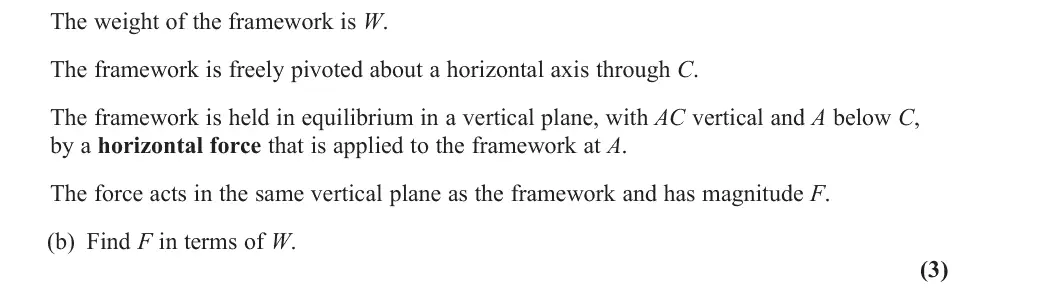 The weight of the framework is W.
The framework is freely pivoted about a horizontal axis through C.
The framework is held in equilibrium in a vertical plane, with AC vertical and A below C,
by a horizontal force that is applied to the framework at A.
The force acts in the same vertical plane as the framework and has magnitude F.
(b) Find F in terms of W.
(3)